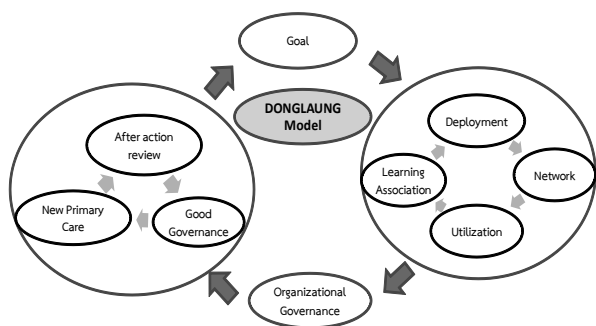 Goal
DONGLAUNG
Model
After action
review
New Primary
Care
Good
Governance
Deployment
Learning
Association
Network
Utilization
Organizational
Governance